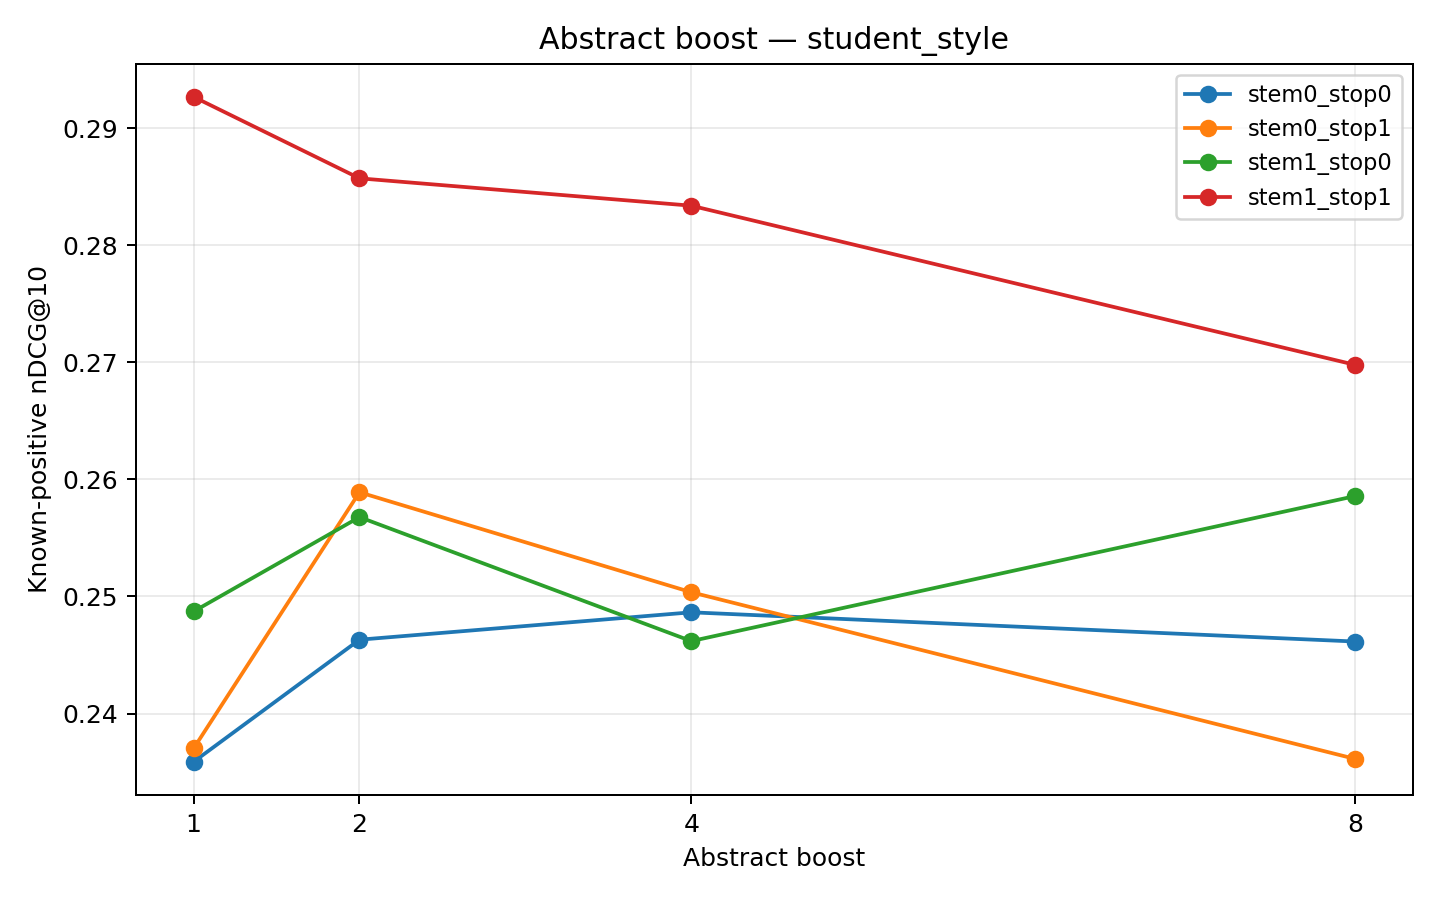 Abstract boost — student_style
stem0_stop0
stem0_stop1
stem1_stop0
stem1_stop1
Known-positive nDCG@10
0.29
0.28
0.27
0.26
0.25
0.24
1 2 4 8
Abstract boost